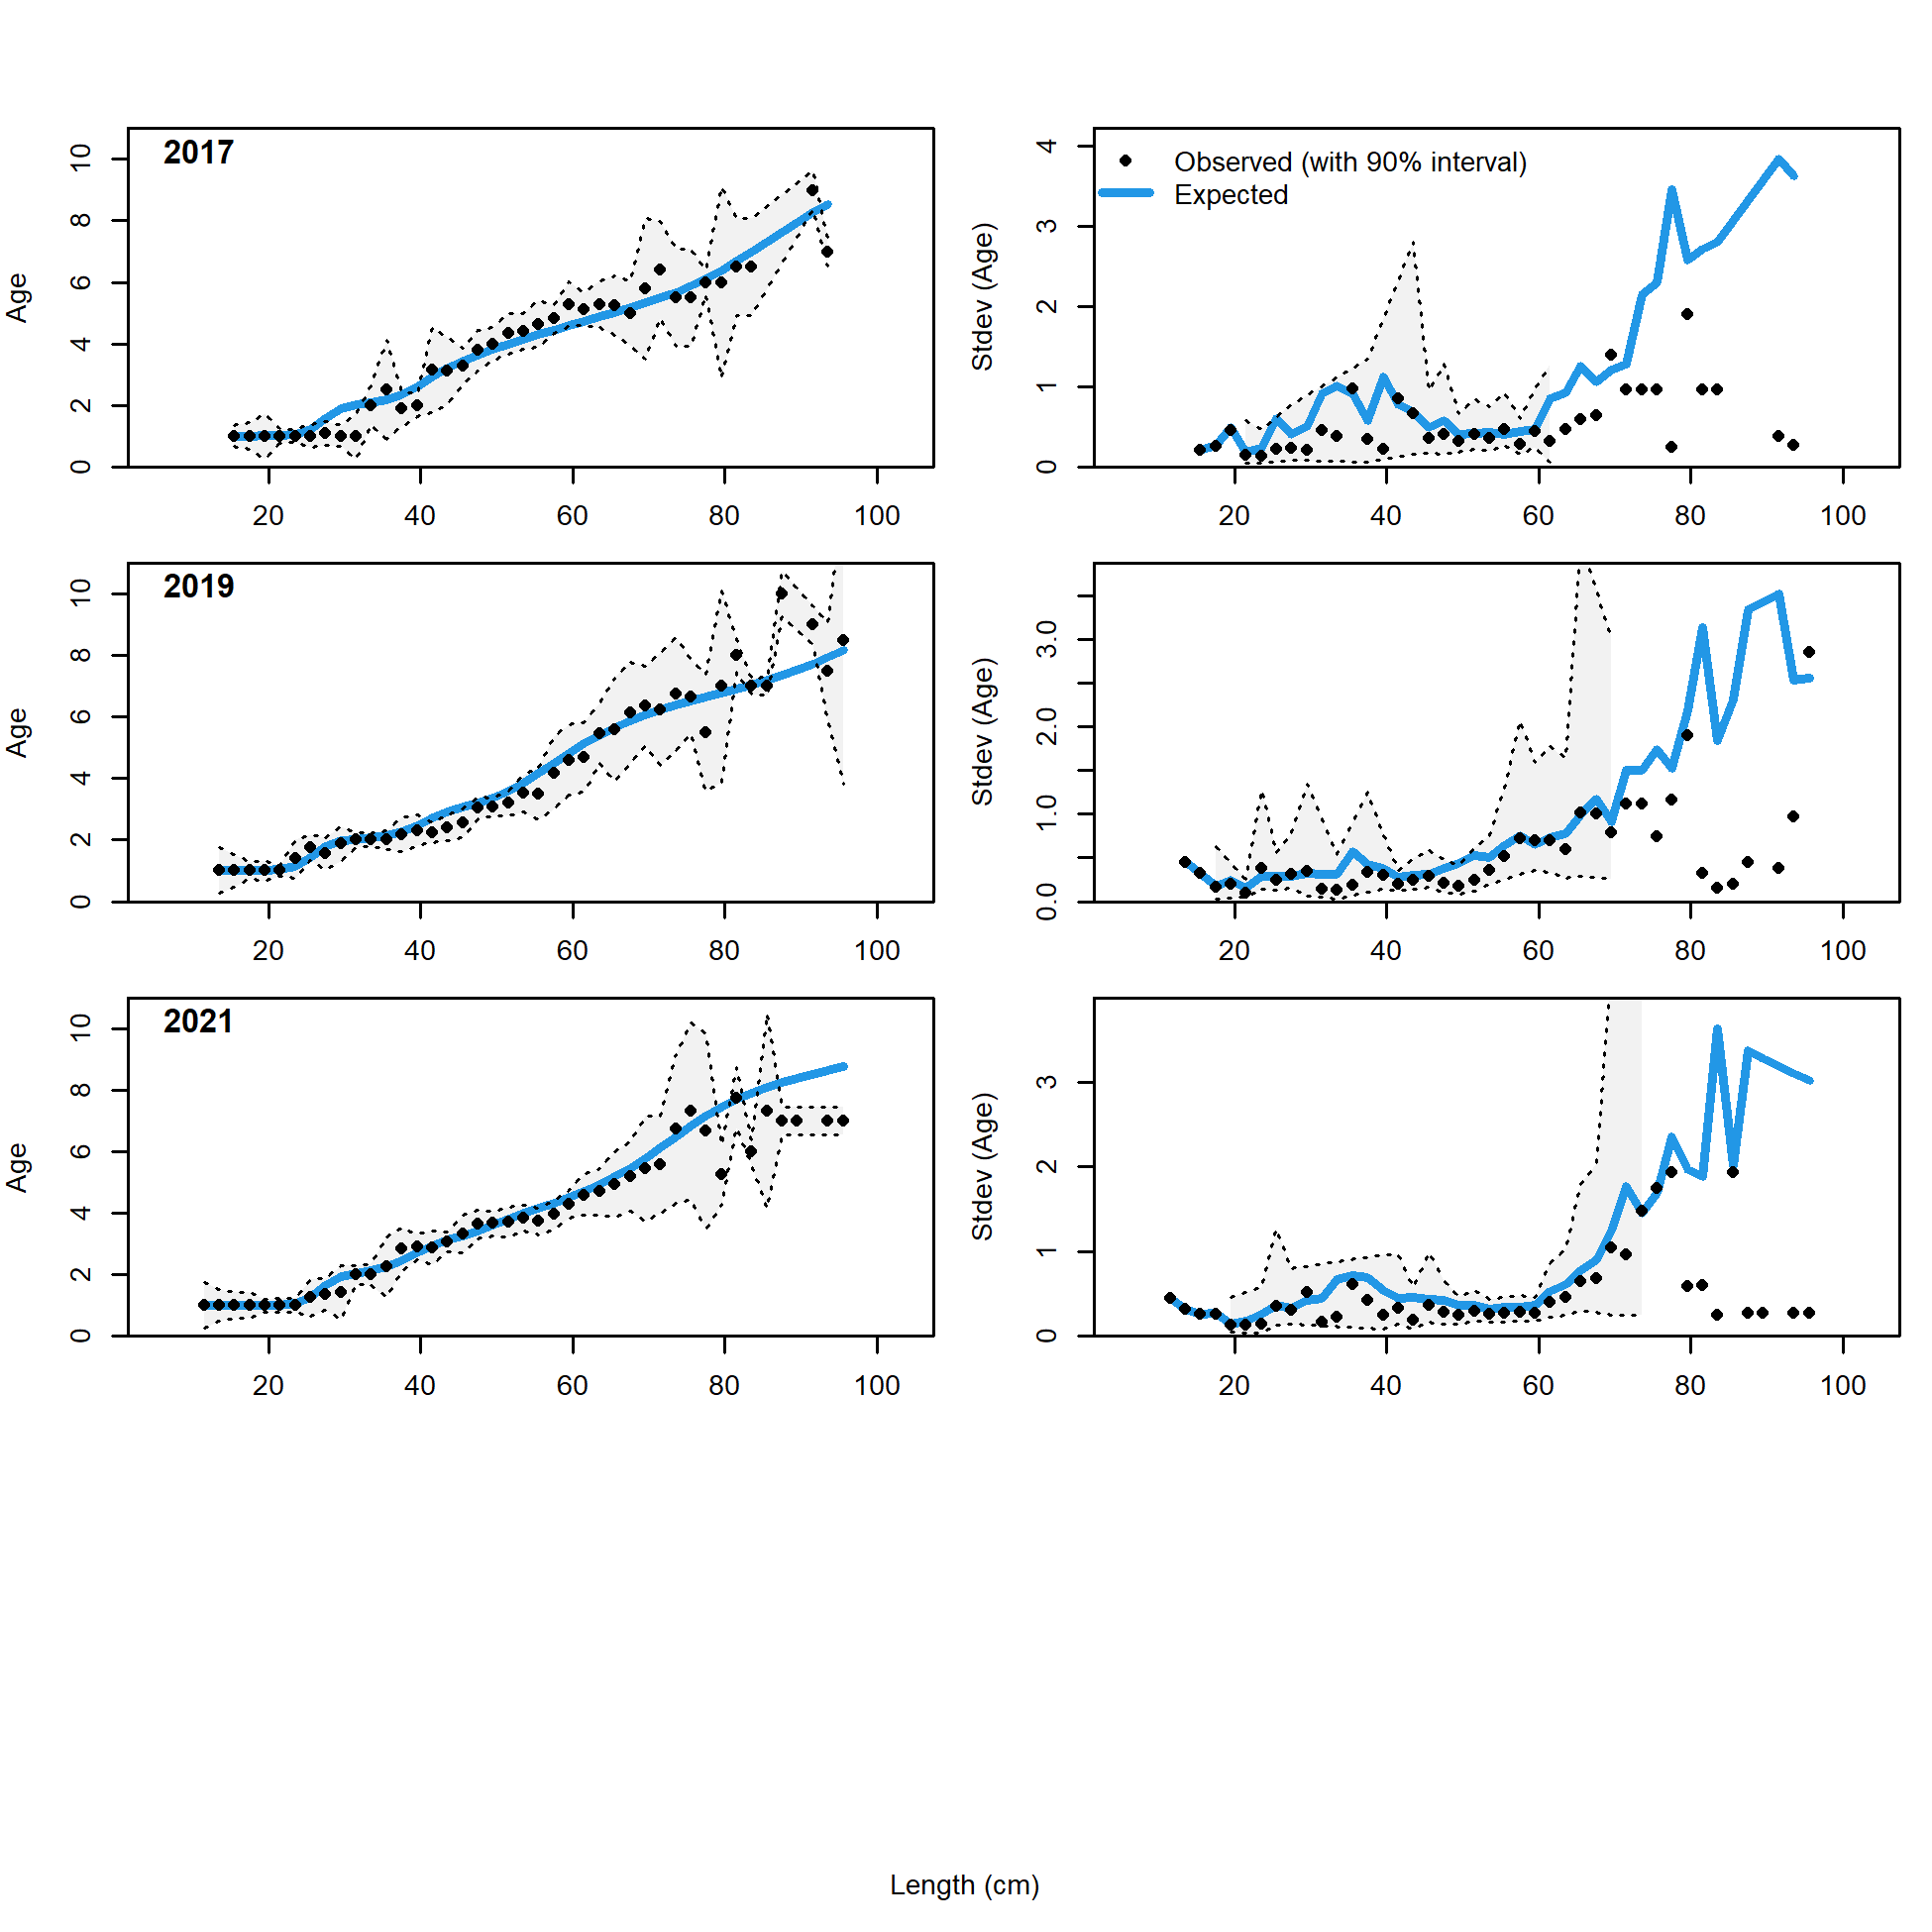 2017
Age
0 2 4 6 8 10
20 40 60 80 100
Observed (with 90% interval)
Expected
Stdev (Age)
0 1 2 3 4
20 40 60 80 100
2019
Age
0 2 4 6 8 10
20 40 60 80 100
Stdev (Age)
0.0 1.0 2.0 3.0
20 40 60 80 100
2021
Age
0 2 4 6 8 10
20 40 60 80 100
Stdev (Age)
0 1 2 3
20 40 60 80 100
Length (cm)